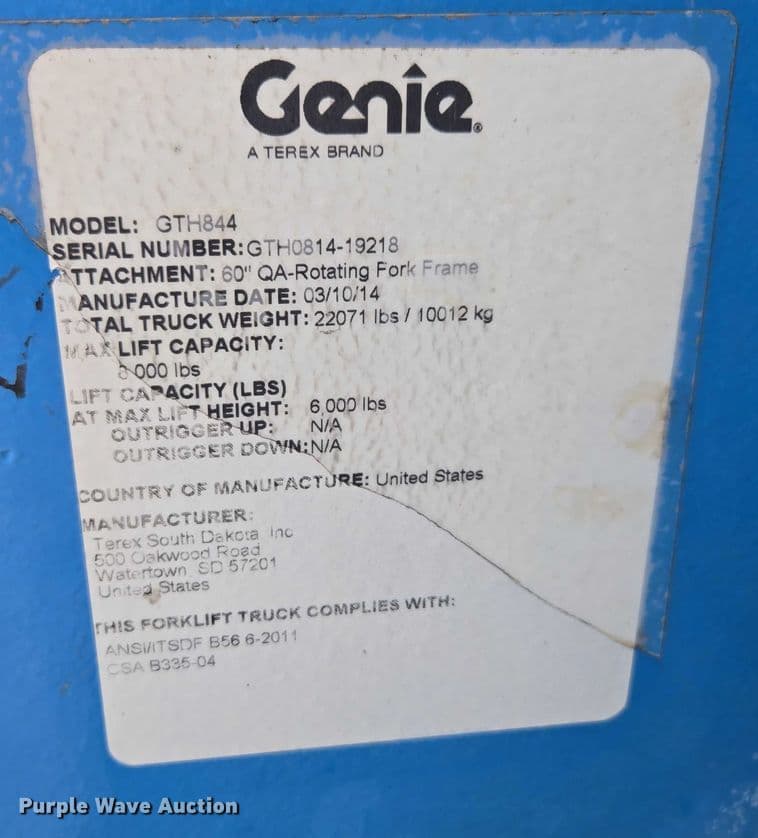 Genie®
A TEREX BRAND
MODEL: GTH844
SERIAL NUMBER:GTH0814-19218
ATTACHMENT: 60" QA-Rotating Fork Frame
MANUFACTURE DATE: 03/10/14
TOTAL TRUCK WEIGHT: 22071 lbs / 10012 kg
MAX LIFT CAPACITY:
8 000 lbs
LIFT CAPACITY (LBS)
AT MAX LIFT HEIGHT: 6,000 lbs
OUTRIGGER UP: N/A
OUTRIGGER DOWN:N/A
COUNTRY OF MANUFACTURE: United States
MANUFACTURER:
Terex South Dakota Inc
500 Oakwood Road
Watertown SD 57201
United States
THIS FORKLIFT TRUCK COMPLIES WITH:
ANSI/ITSDF B56 6-2011
CSA B335-04
Purple Wave Auction